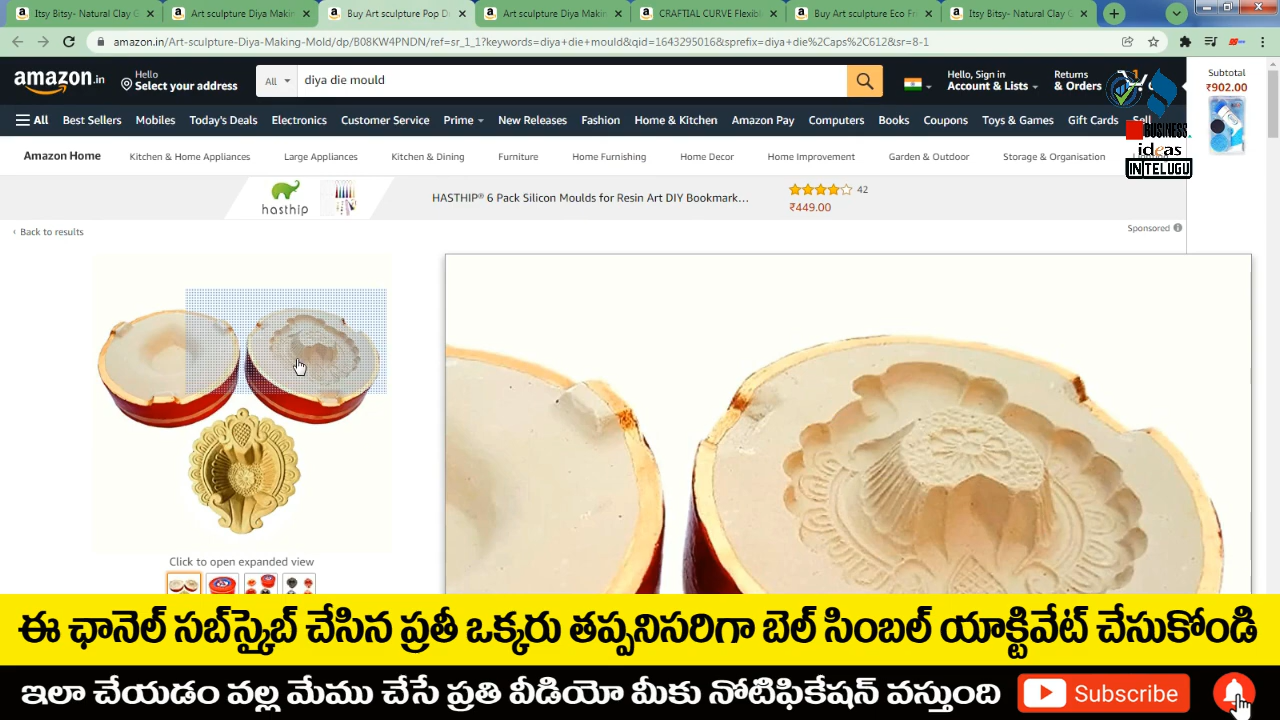 Itsy Bitsy- Natural Clay G
Art sculpture Diya Makin
Buy Art sculpture Pop D
Art sculpture Diya Makin
CRAFTIAL CURVE Flexibl
Buy Art sculpture Eco Fr
Itsy Bitsy- Natural Clay G
amazon.in/Art-sculpture-Diya-Making-Mold/dp/B08KW4PNDN/ref=sr_1_1?keywords=diya+die+mould&qid=1643295016&sprefix=diya+die%2Caps%2C612&sr=8-1
amazon.in
Hello
Select your address
All
diya die mould
Hello, Sign in
Account & Lists
Returns
& Orders
Subtotal
₹902.00
All Best Sellers Mobiles Today's Deals Electronics Customer Service Prime New Releases Fashion Home & Kitchen Amazon Pay Computers Books Coupons Toys & Games Gift Cards Sell
BUSINESS
ideas
IN TELUGU
Amazon Home Kitchen & Home Appliances Large Appliances Kitchen & Dining Furniture Home Furnishing Home Decor Home Improvement Garden & Outdoor Storage & Organisation
hasthip
HASTHIP® 6 Pack Silicon Moulds for Resin Art DIY Bookmark…
42
₹449.00
‹ Back to results
Sponsored
Click to open expanded view
ఈ ఛానెల్ సబ్‌స్క్రైబ్ చేసిన ప్రతీ ఒక్కరు తప్పనిసరిగా బెల్ సింబల్ యాక్టివేట్ చేసుకోండి
ఇలా చేయడం వల్ల మేము చేసే ప్రతి వీడియో మీకు నోటిఫికేషన్ వస్తుంది
Subscribe